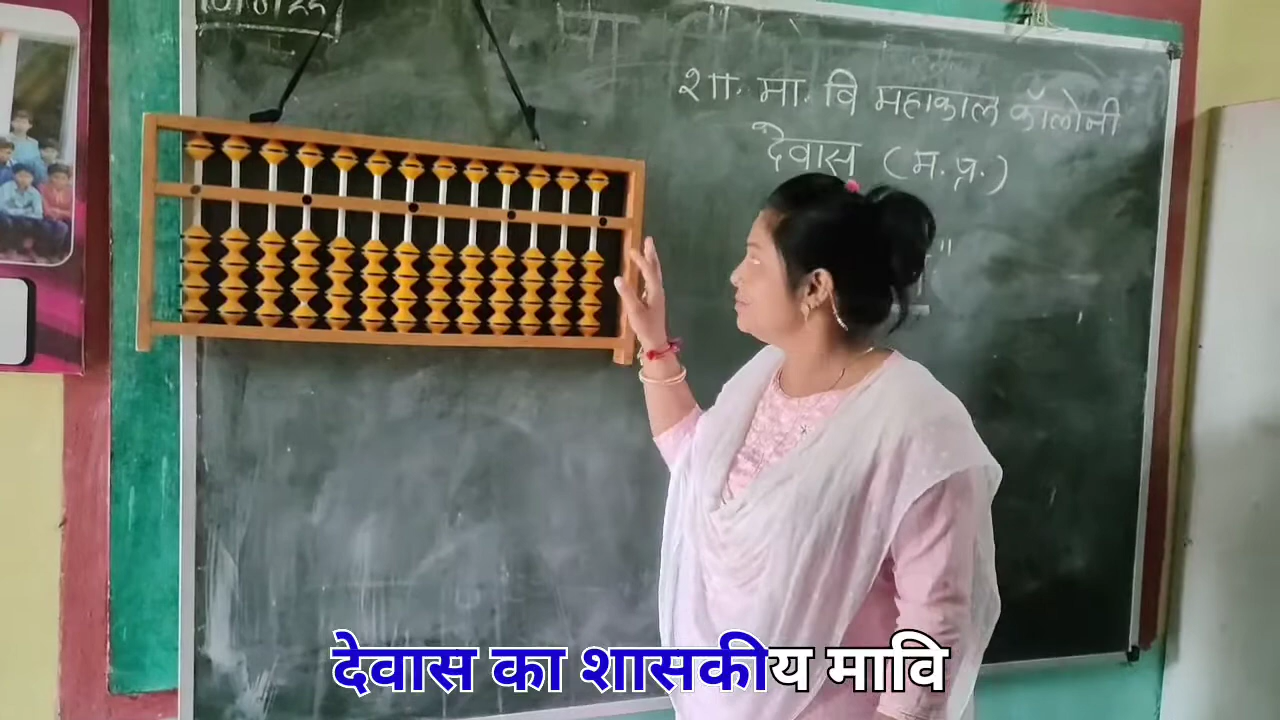 शा. मा. वि महाकाल कॉलोनी
देवास (म. प्र.)
देवास का शासकीय मावि